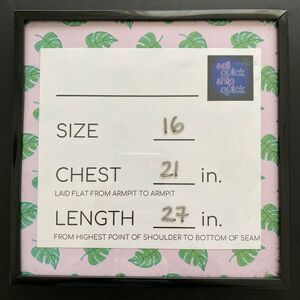 sell
quick
ship
quick
SIZE 16
CHEST 21 in.
LAID FLAT FROM ARMPIT TO ARMPIT
LENGTH 27 in.
FROM HIGHEST POINT OF SHOULDER TO BOTTOM OF SEAM